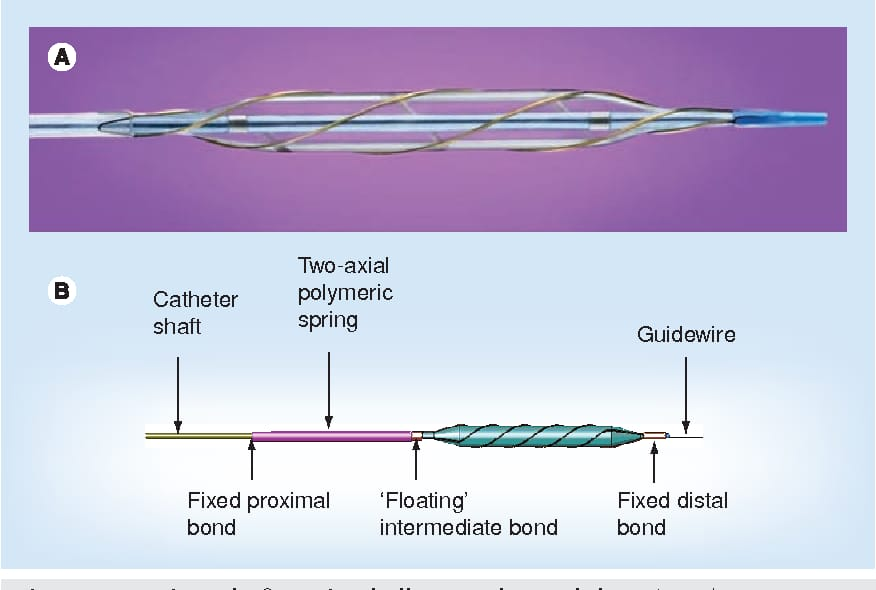 A
B
Two-axial
polymeric
spring
Catheter
shaft
Guidewire
Fixed proximal
bond
‘Floating’
intermediate bond
Fixed distal
bond